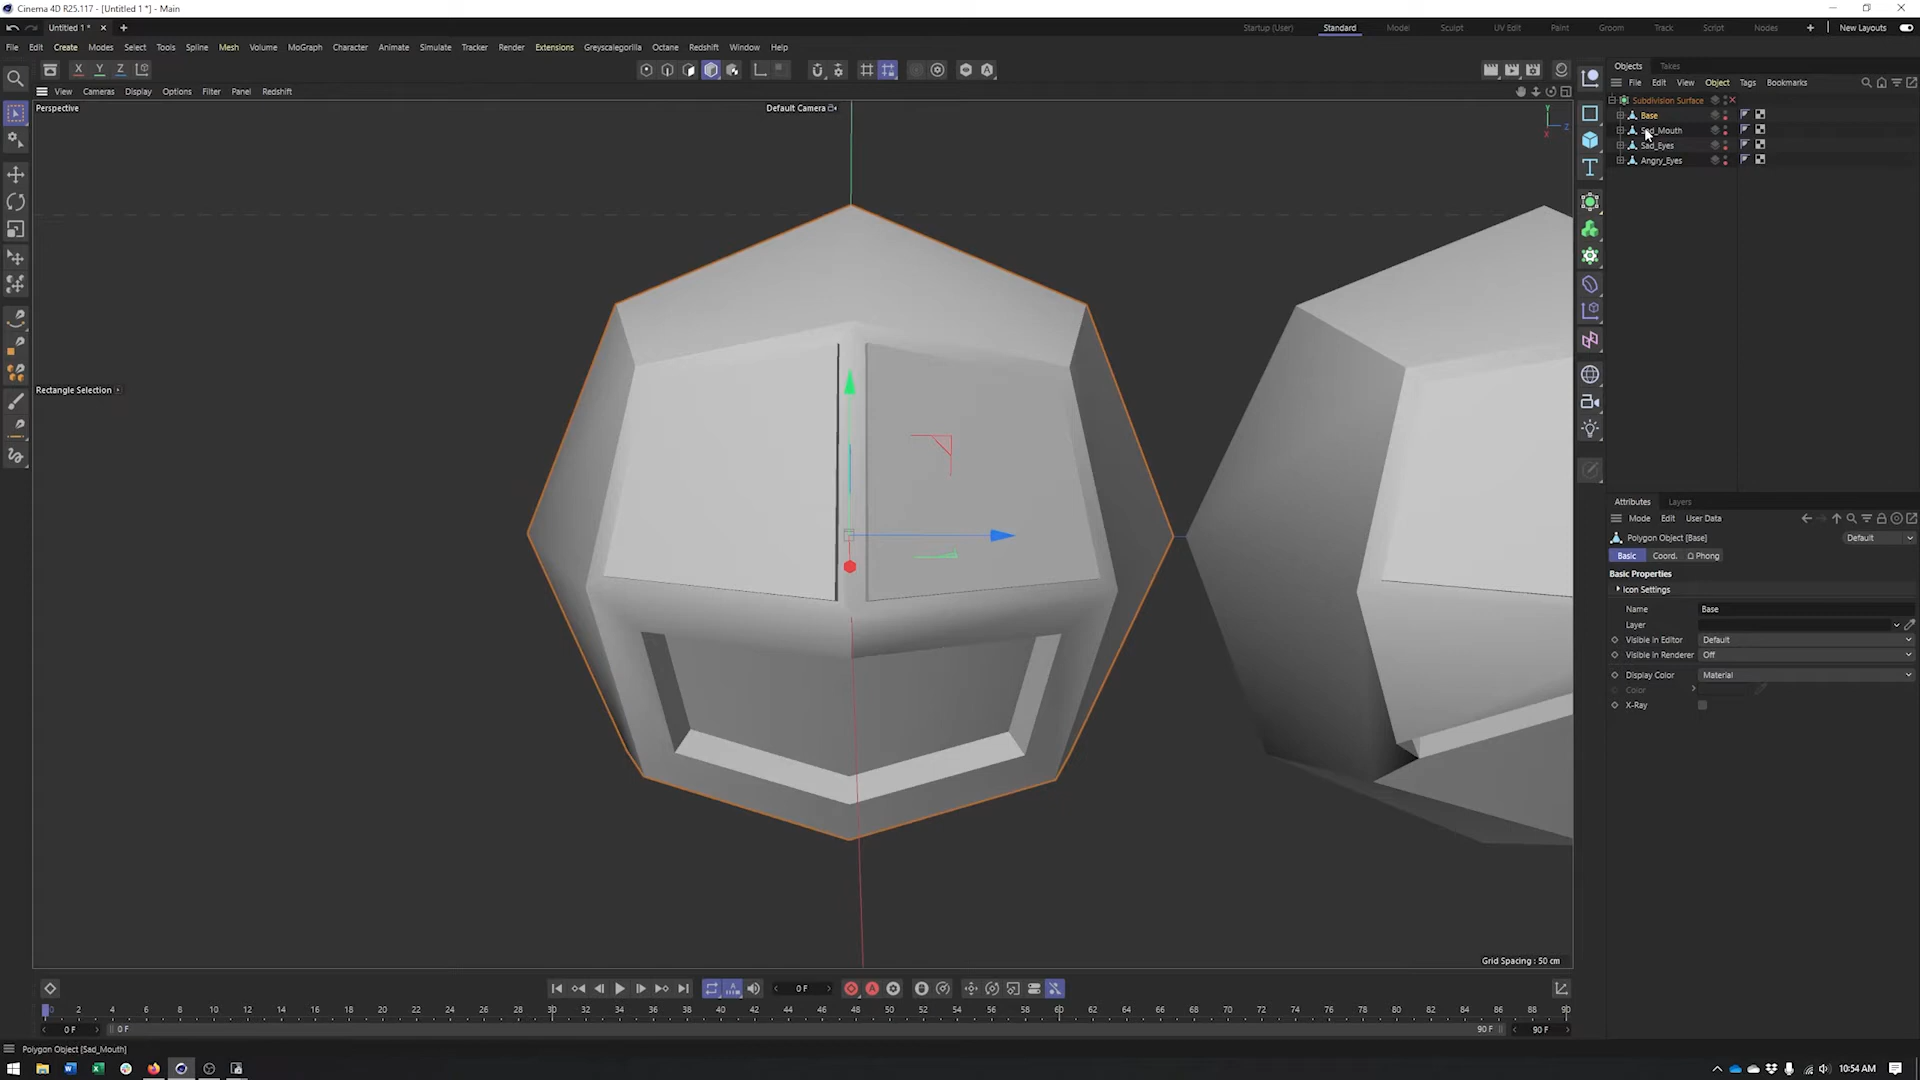 Cinema 4D R25.117 - [Untitled 1 *] - Main
Untitled 1 *
Startup (User) Standard Model Sculpt UV Edit Paint Groom Track Script Nodes New Layouts
File Edit Create Modes Select Tools Spline Mesh Volume MoGraph Character Animate Simulate Tracker Render Extensions Greyscalegorilla Octane Redshift Window Help
X Y Z
Objects Takes
File Edit View Object Tags Bookmarks
View Cameras Display Options Filter Panel Redshift
Perspective
Default Camera
Subdivision Surface
Base
Sad_Mouth
Sad_Eyes
Angry_Eyes
Rectangle Selection
Attributes Layers
Mode Edit User Data
Polygon Object [Base]
Default
Basic Coord. Phong
Basic Properties
Icon Settings
Name Base
Layer
Visible in Editor Default
Visible in Renderer Off
Display Color Material
Color
X-Ray
Grid Spacing : 50 cm
0 F
0 2 4 6 8 10 12 14 16 18 20 22 24 26 28 30 32 34 36 38 40 42 44 46 48 50 52 54 56 58 60 62 64 66 68 70 72 74 76 78 80 82 84 86 88 90
0 F 0 F 90 F 90 F
Polygon Object [Sad_Mouth]
10:54 AM